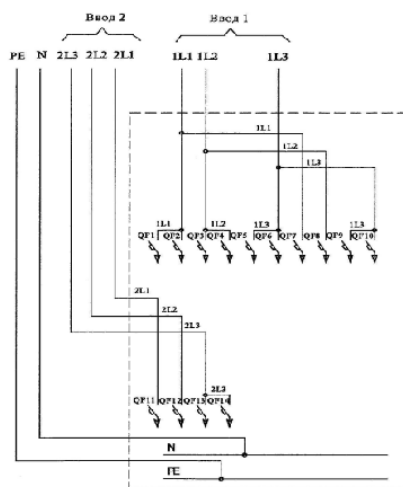 Ввод 2 Ввод 1
PE N 2L3 2L2 2L1 1L1 1L2 1L3
1L1
1L2
1L3
1L1 1L2 1L3 1L3
QF1 QF2 QF3 QF4 QF5 QF6 QF7 QF8 QF9 QF10
2L1
2L2
2L3
2L3
QF11 QF12 QF13 QF14
N
PE